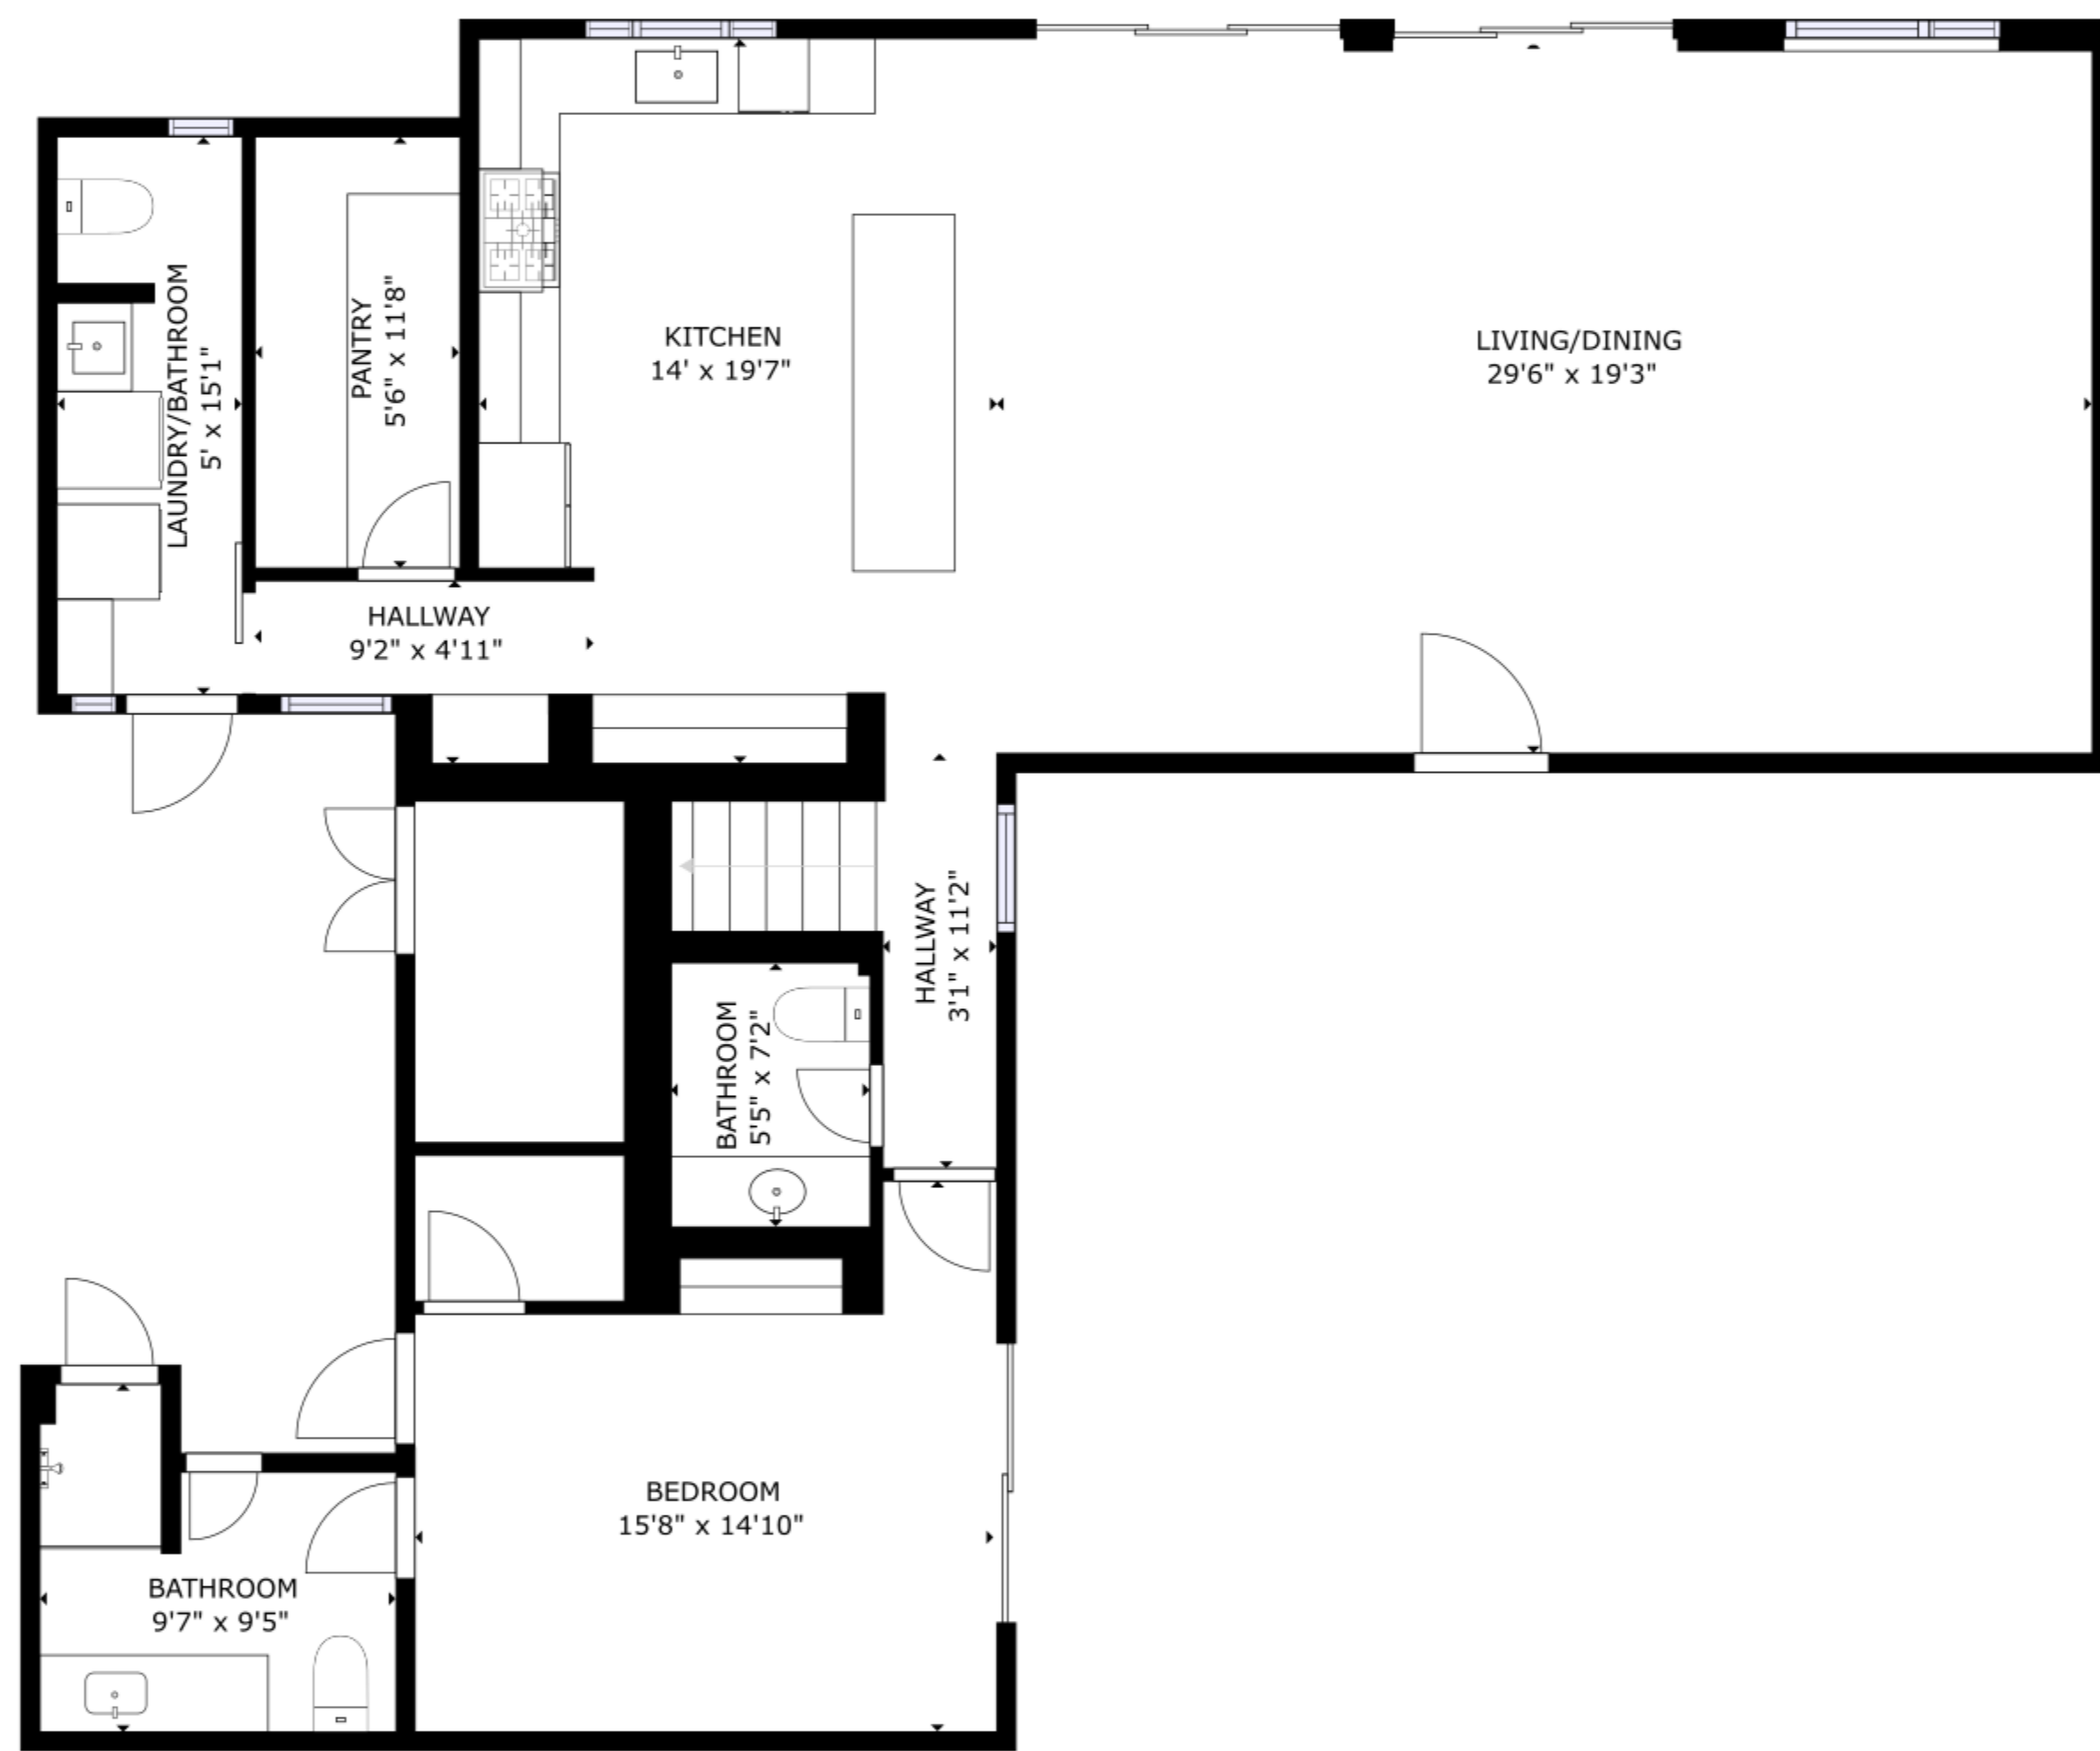 KITCHEN
14' x 19'7"
LIVING/DINING
29'6" x 19'3"
LAUNDRY/BATHROOM
5' x 15'1"
PANTRY
5'6" x 11'8"
HALLWAY
9'2" x 4'11"
HALLWAY
3'1" x 11'2"
BATHROOM
5'5" x 7'2"
BEDROOM
15'8" x 14'10"
BATHROOM
9'7" x 9'5"